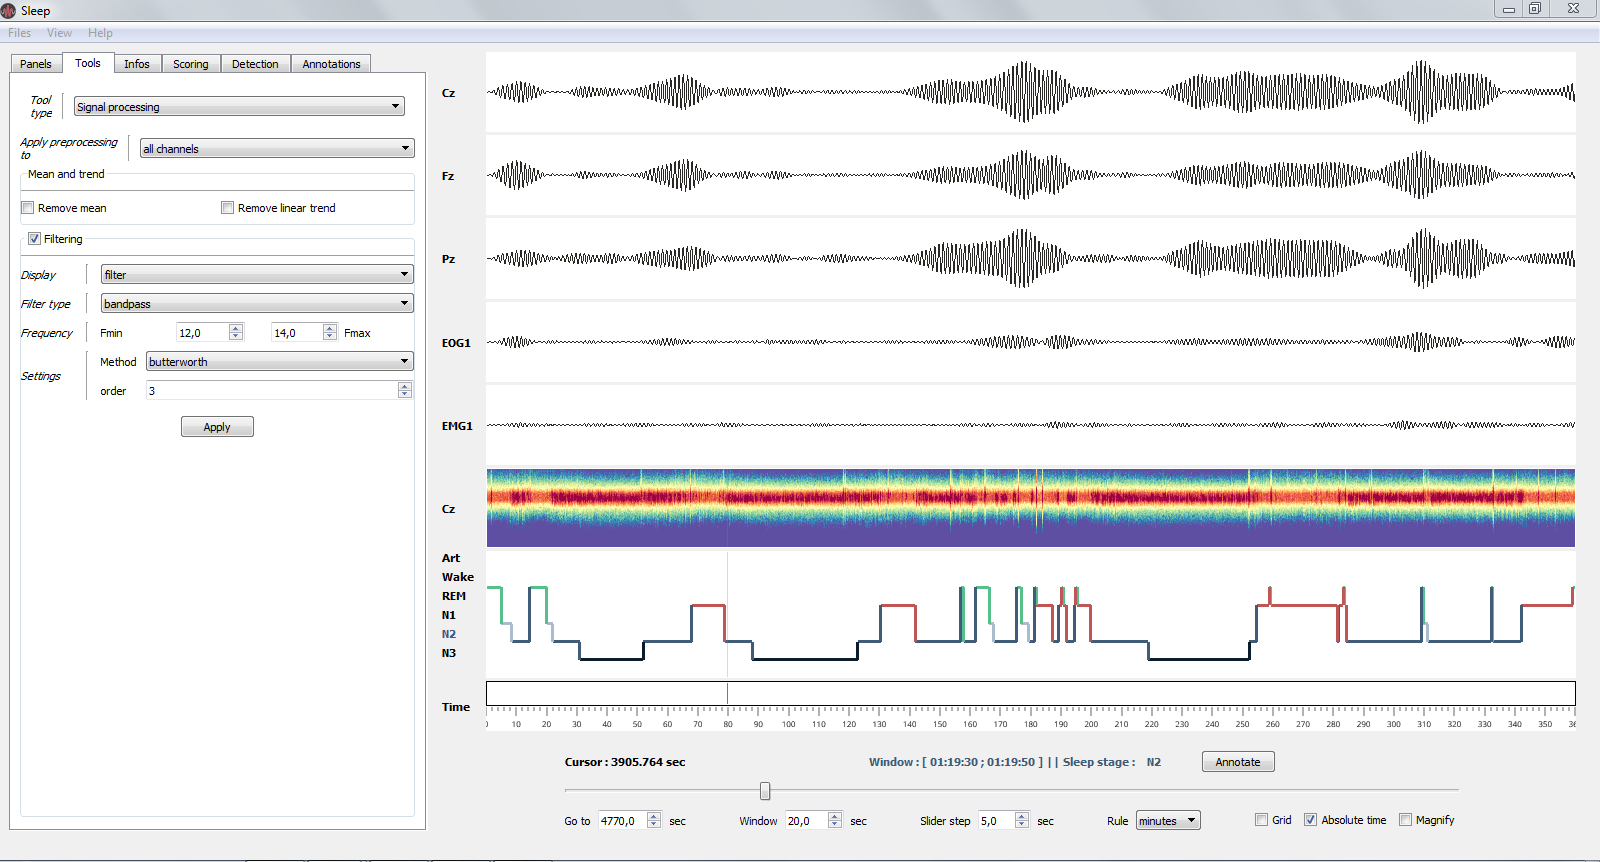 Sleep
Files View Help
Panels Tools Infos Scoring Detection Annotations
Tool type Signal processing
Apply preprocessing to all channels
Mean and trend
Remove mean Remove linear trend
Filtering
Display filter
Filter type bandpass
Frequency Fmin 12,0 14,0 Fmax
Settings Method butterworth
order 3
Apply
Cz
Fz
Pz
EOG1
EMG1
Cz
Art
Wake
REM
N1
N2
N3
Time
10 20 30 40 50 60 70 80 90 100 110 120 130 140 150 160 170 180 190 200 210 220 230 240 250 260 270 280 290 300 310 320 330 340 350
Cursor : 3905.764 sec Window : [ 01:19:30 ; 01:19:50 ] || Sleep stage : N2 Annotate
Go to 4770,0 sec Window 20,0 sec Slider step 5,0 sec Rule minutes Grid Absolute time Magnify